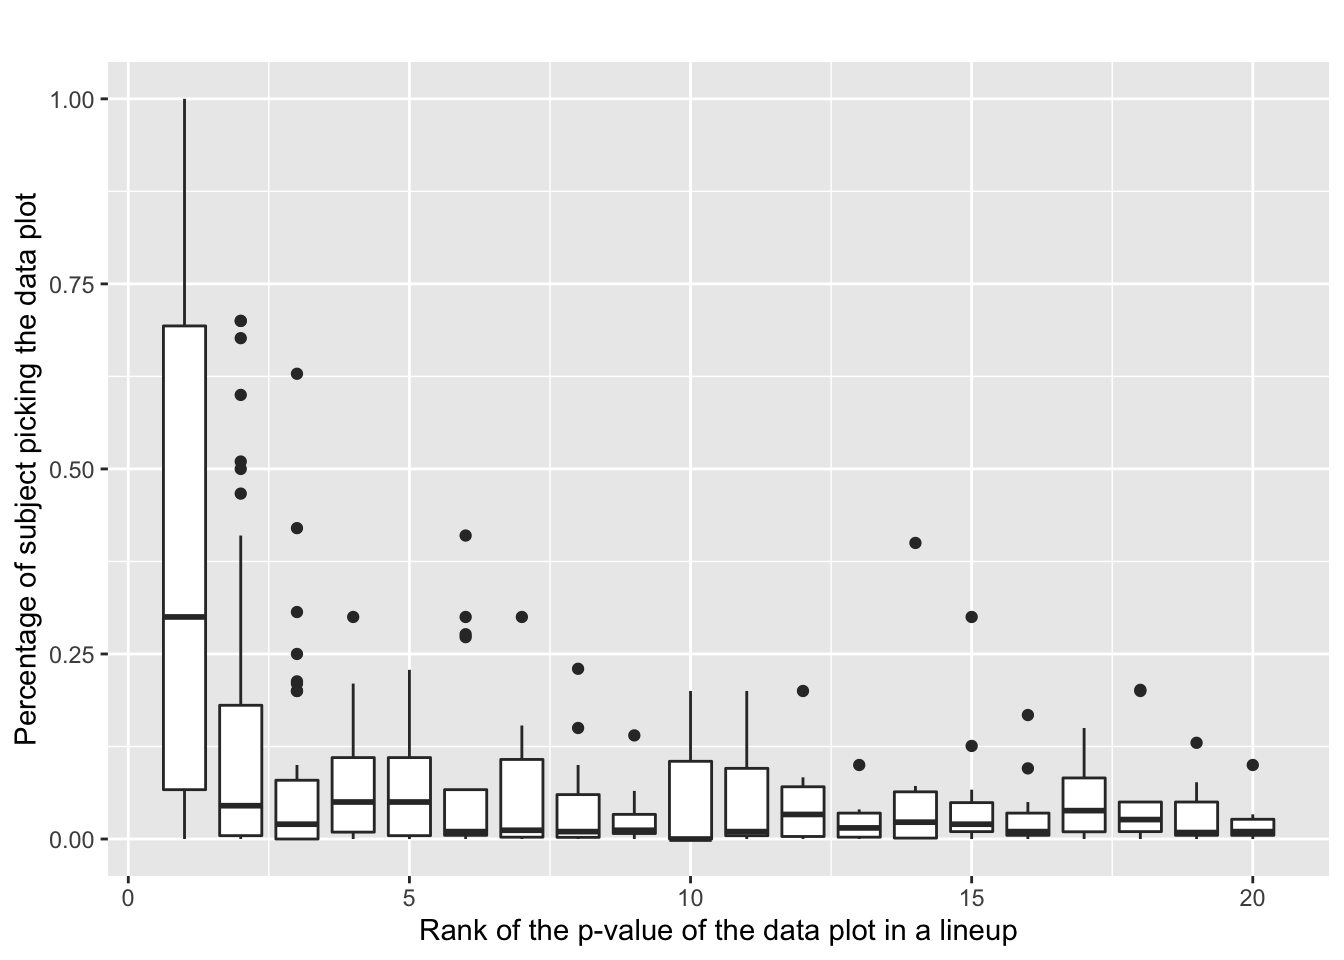 Percentage of subject picking the data plot
1.00
0.75
0.50
0.25
0.00
0 5 10 15 20
Rank of the p-value of the data plot in a lineup